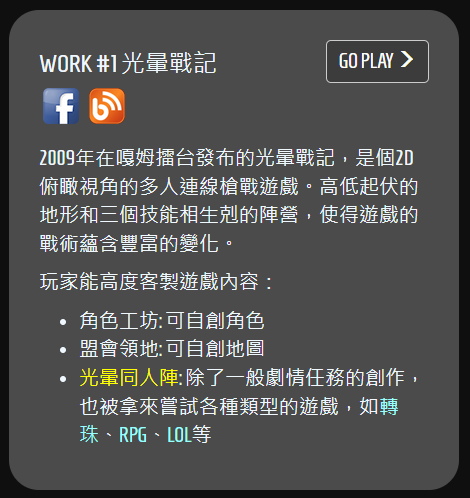 WORK #1 光暈戰記
GO PLAY
2009年在嘎姆擂台發布的光暈戰記，是個2D
俯瞰視角的多人連線槍戰遊戲。高低起伏的
地形和三個技能相生剋的陣營，使得遊戲的
戰術蘊含豐富的變化。
玩家能高度客製遊戲內容：
• 角色工坊:可自創角色
• 盟會領地:可自創地圖
• 光暈同人陣:除了一般劇情任務的創作，
也被拿來嘗試各種類型的遊戲，如轉
珠、RPG、LOL等